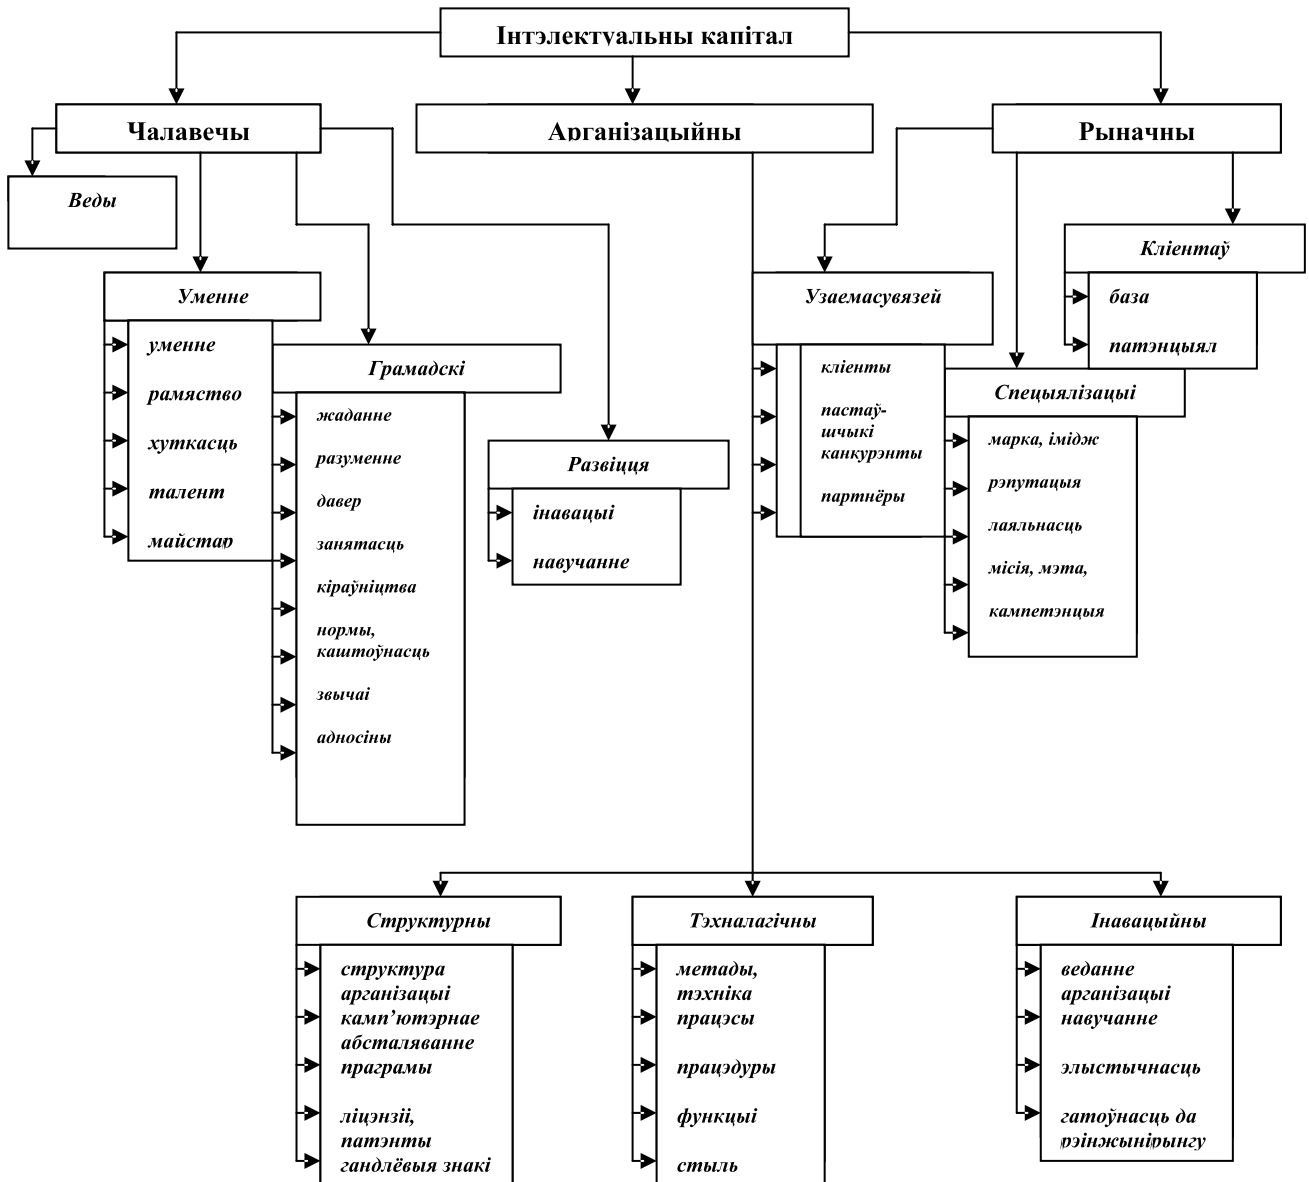 Інтэлектуальны капітал
Чалавечы
Арганізацыйны
Рыначны
Веды
Уменне
уменне
рамяство
хуткасць
талент
майстар
Грамадскі
жаданне
разуменне
давер
занятасць
кіраўніцтва
нормы,
каштоўнасць
звычаі
адносіны
Развіцця
інавацыі
навучанне
Узаемасувязей
кліенты
пастаў-
шчыкі
канкурэнты
партнёры
Спецыялізацыі
марка, імідж
рэпутацыя
лаяльнасць
місія, мэта,
кампетэнцыя
Кліентаў
база
патэнцыял
Структурны
структура
арганізацыі
камп’ютэрнае
абсталяванне
праграмы
ліцэнзіі,
патэнты
гандлёвыя знакі
Тэхналагічны
метады,
тэхніка
працэсы
працэдуры
функцыі
стыль
Інавацыйны
веданне
арганізацыі
навучанне
элыстычнасць
гатоўнасць да
рэінжынірынгу